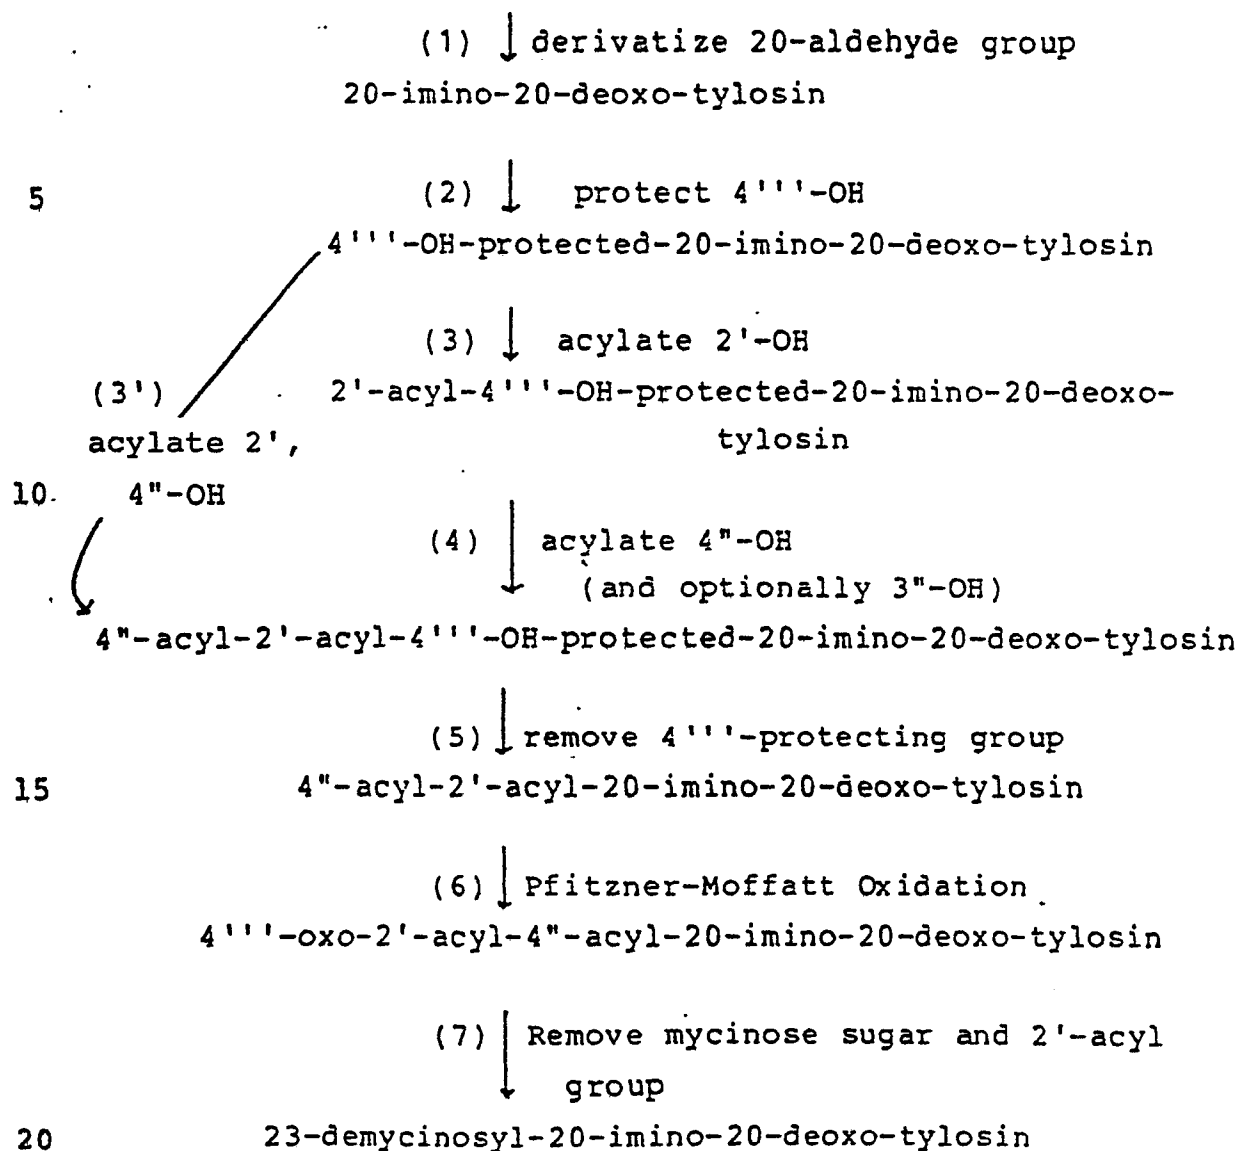 (1) ↓ derivatize 20-aldehyde group
20-imino-20-deoxo-tylosin
5 (2) ↓ protect 4'''-OH
4'''-OH-protected-20-imino-20-deoxo-tylosin
(3) ↓ acylate 2'-OH
(3') 2'-acyl-4'''-OH-protected-20-imino-20-deoxo-
acylate 2', tylosin
10. 4"-OH
(4) ↓ acylate 4"-OH
(and optionally 3"-OH)
4"-acyl-2'-acyl-4'''-OH-protected-20-imino-20-deoxo-tylosin
(5) ↓ remove 4'''-protecting group
15 4"-acyl-2'-acyl-20-imino-20-deoxo-tylosin
(6) ↓ Pfitzner-Moffatt Oxidation
4'''-oxo-2'-acyl-4"-acyl-20-imino-20-deoxo-tylosin
(7) ↓ Remove mycinose sugar and 2'-acyl
group
20 23-demycinosyl-20-imino-20-deoxo-tylosin